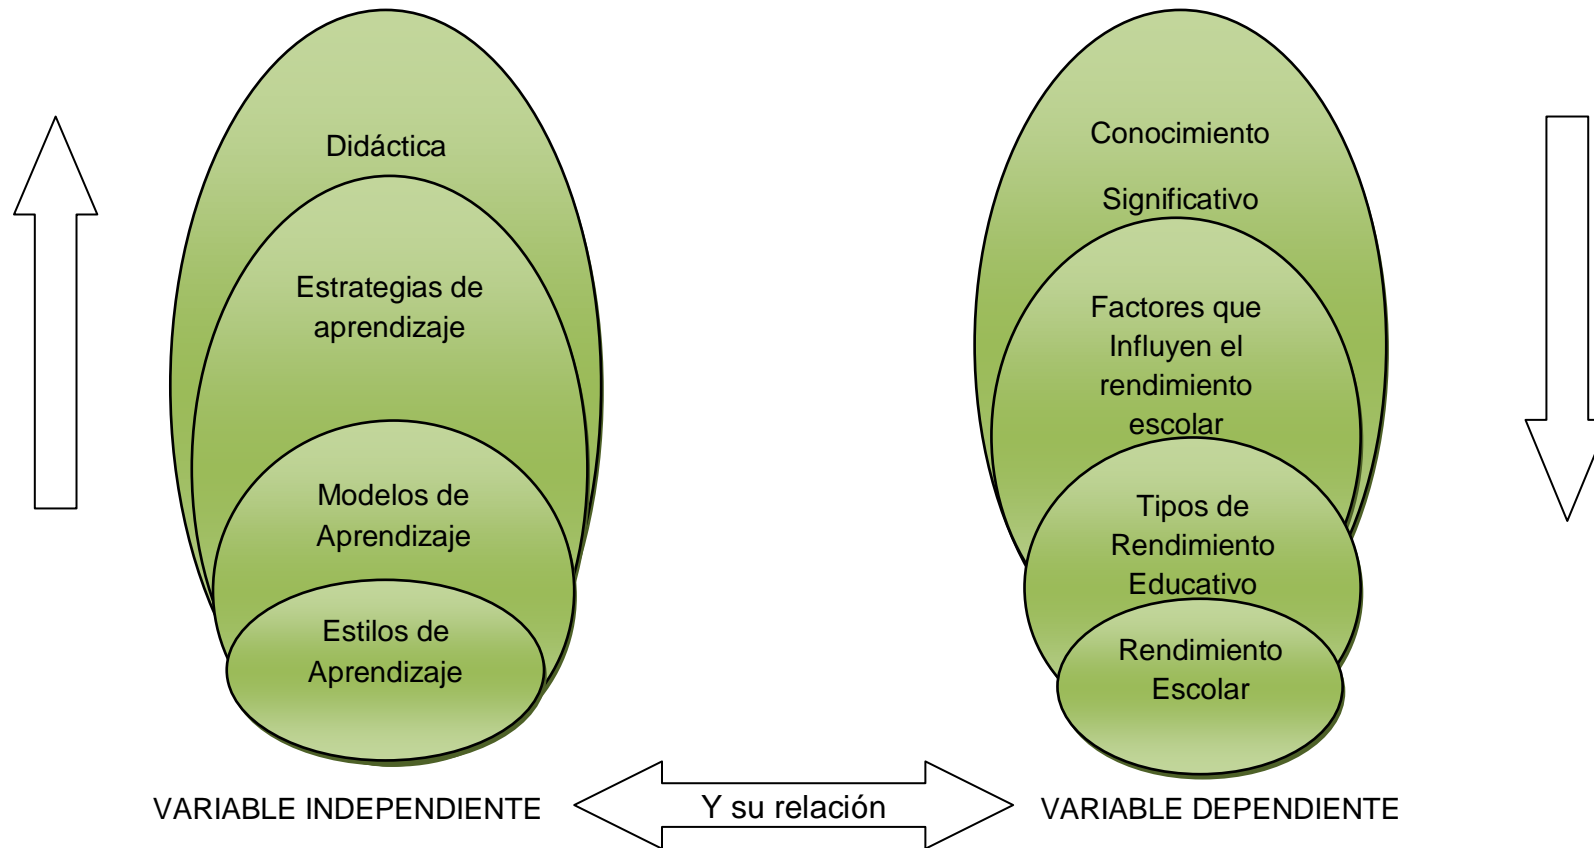 Didáctica
Estrategias de
aprendizaje
Modelos de
Aprendizaje
Estilos de
Aprendizaje
Conocimiento
Significativo
Factores que
Influyen el
rendimiento
escolar
Tipos de
Rendimiento
Educativo
Rendimiento
Escolar
VARIABLE INDEPENDIENTE
Y su relación
VARIABLE DEPENDIENTE